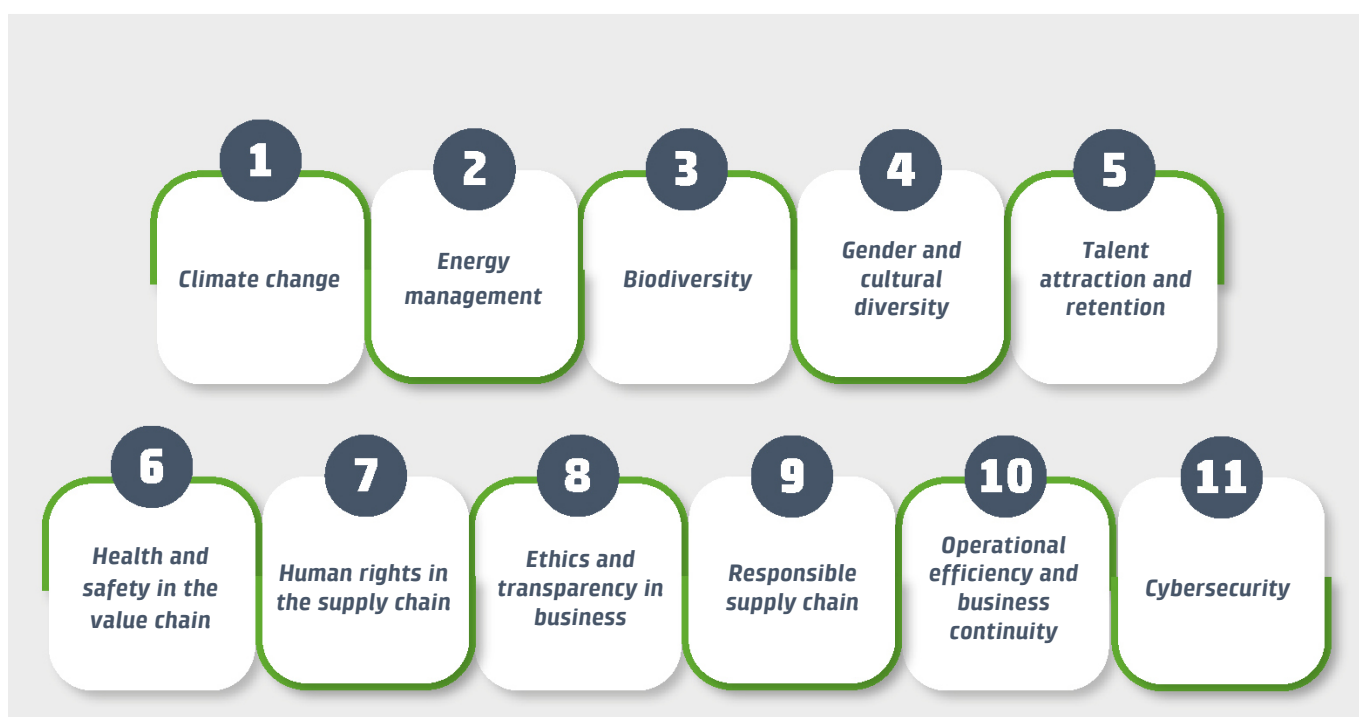 1
Climate change
2
Energy
management
3
Biodiversity
4
Gender and
cultural
diversity
5
Talent
attraction and
retention
6
Health and
safety in the
value chain
7
Human rights in
the supply chain
8
Ethics and
transparency in
business
9
Responsible
supply chain
10
Operational
efficiency and
business
continuity
11
Cybersecurity